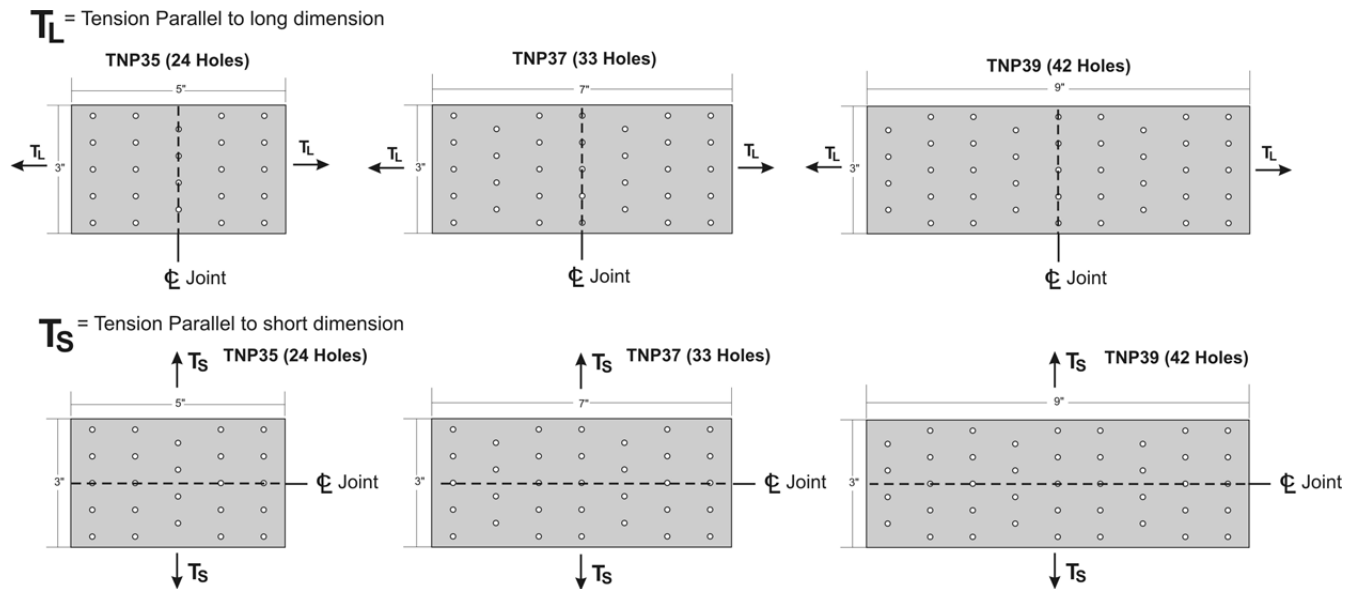 TL = Tension Parallel to long dimension
TNP35 (24 Holes)
TNP37 (33 Holes)
TNP39 (42 Holes)
5"
7"
9"
TL
3"
TL
TL
3"
TL
TL
3"
TL
℄ Joint
℄ Joint
℄ Joint
TS = Tension Parallel to short dimension
TS
TNP35 (24 Holes)
TS
TNP37 (33 Holes)
TS
TNP39 (42 Holes)
5"
7"
9"
3"
℄ Joint
3"
℄ Joint
3"
℄ Joint
TS
TS
TS